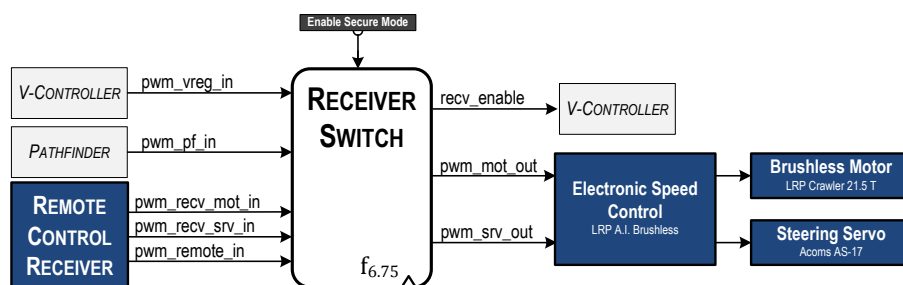 Enable Secure Mode
V-CONTROLLER
pwm_vreg_in
PATHFINDER
pwm_pf_in
REMOTE
CONTROL
RECEIVER
pwm_recv_mot_in
pwm_recv_srv_in
pwm_remote_in
RECEIVER
SWITCH
f6.75
recv_enable
V-CONTROLLER
pwm_mot_out
pwm_srv_out
Electronic Speed
Control
LRP A.I. Brushless
Brushless Motor
LRP Crawler 21.5 T
Steering Servo
Acoms AS-17